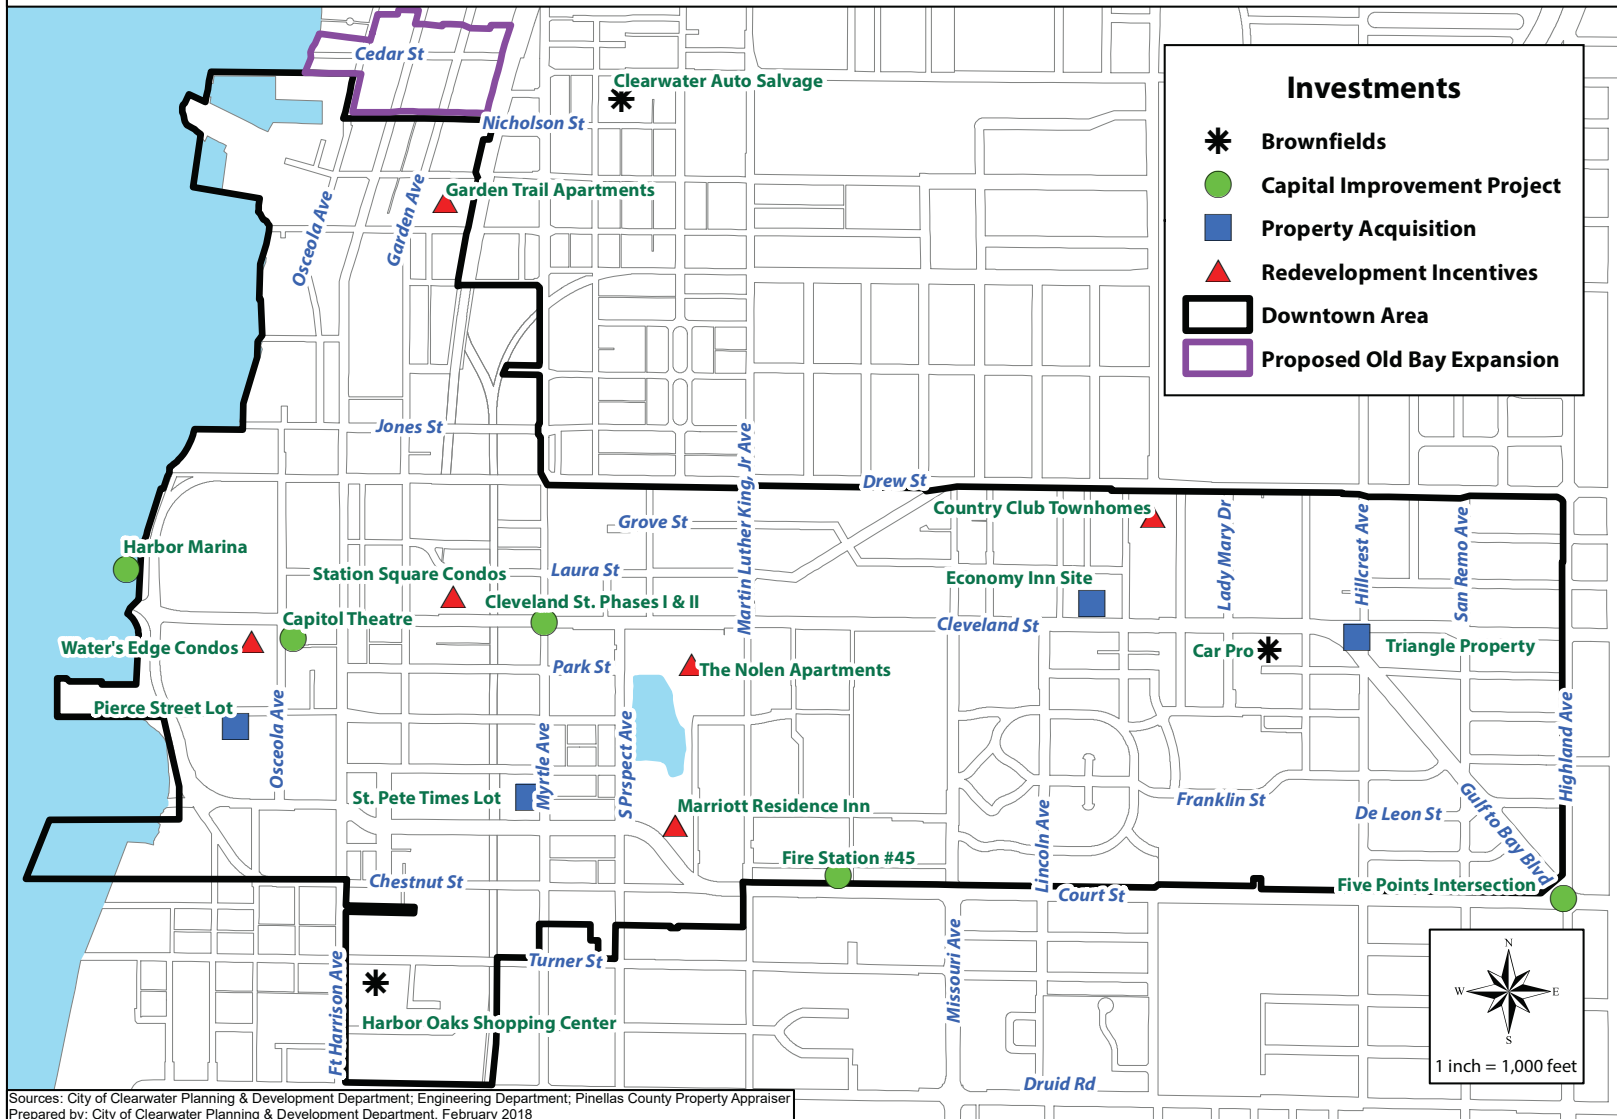 Cedar St
Clearwater Auto Salvage
Nicholson St
Garden Trail Apartments
Osceola Ave
Garden Ave
Investments
Brownfields
Capital Improvement Project
Property Acquisition
Redevelopment Incentives
Downtown Area
Proposed Old Bay Expansion
Jones St
Martin Luther King, Jr Ave
Drew St
Grove St
Country Club Townhomes
Lady Mary Dr
Hillcrest Ave
San Remo Ave
Harbor Marina
Station Square Condos
Laura St
Economy Inn Site
Cleveland St. Phases I & II
Capitol Theatre
Cleveland St
Water's Edge Condos
Park St
The Nolen Apartments
Car Pro
Triangle Property
Pierce Street Lot
Osceola Ave
Myrtle Ave
S Prspect Ave
Highland Ave
St. Pete Times Lot
Marriott Residence Inn
Franklin St
De Leon St
Gulf to Bay Blvd
Lincoln Ave
Fire Station #45
Chestnut St
Court St
Five Points Intersection
Turner St
Ft Harrison Ave
Missouri Ave
Harbor Oaks Shopping Center
Druid Rd
N
W
E
S
1 inch = 1,000 feet
Sources: City of Clearwater Planning & Development Department; Engineering Department; Pinellas County Property Appraiser
Prepared by: City of Clearwater Planning & Development Department, February 2018